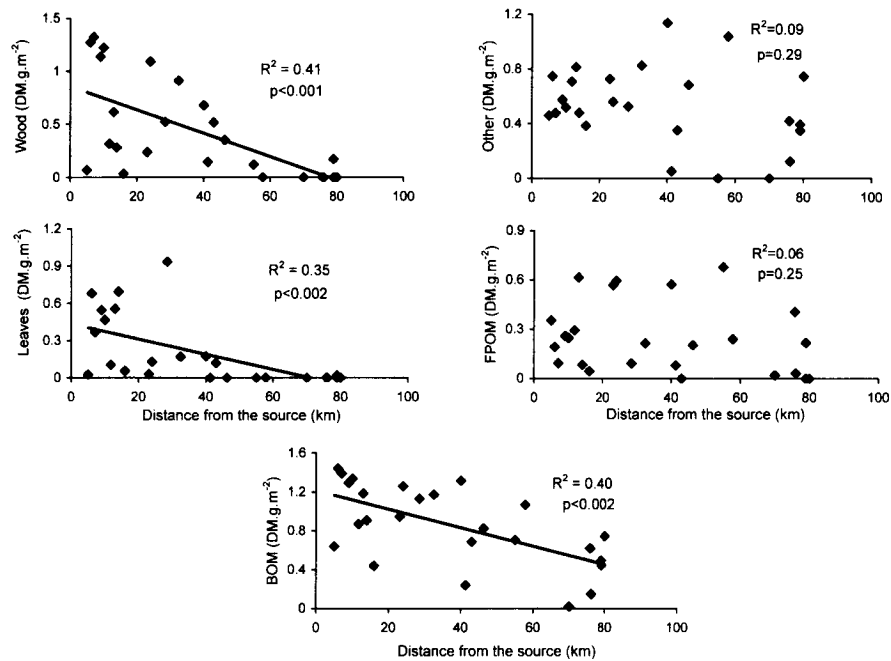 1.5
1
0.5
0
Wood (DM.g.m⁻²)
R² = 0.41
p<0.001
0 20 40 60 80 100
1.2
0.8
0.4
0
Other (DM.g.m⁻²)
R²=0.09
p=0.29
0 20 40 60 80 100
1.2
0.9
0.6
0.3
0
Leaves (DM.g.m⁻²)
R² = 0.35
p<0.002
0 20 40 60 80 100
Distance from the source (km)
0.9
0.6
0.3
0
FPOM (DM.g.m⁻²)
R²=0.06
p=0.25
0 20 40 60 80 100
Distance from the source (km)
1.6
1.2
0.8
0.4
0
BOM (DM.g.m⁻²)
R² = 0.40
p<0.002
0 20 40 60 80 100
Distance from the source (km)